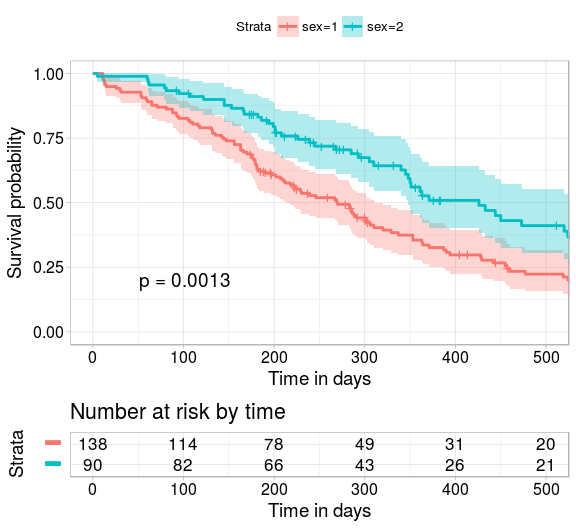 Strata sex=1 sex=2
Survival probability
1.00
0.75
0.50
0.25
0.00
p = 0.0013
0 100 200 300 400 500
Time in days
Number at risk by time
Strata
138 114 78 49 31 20
90 82 66 43 26 21
0 100 200 300 400 500
Time in days